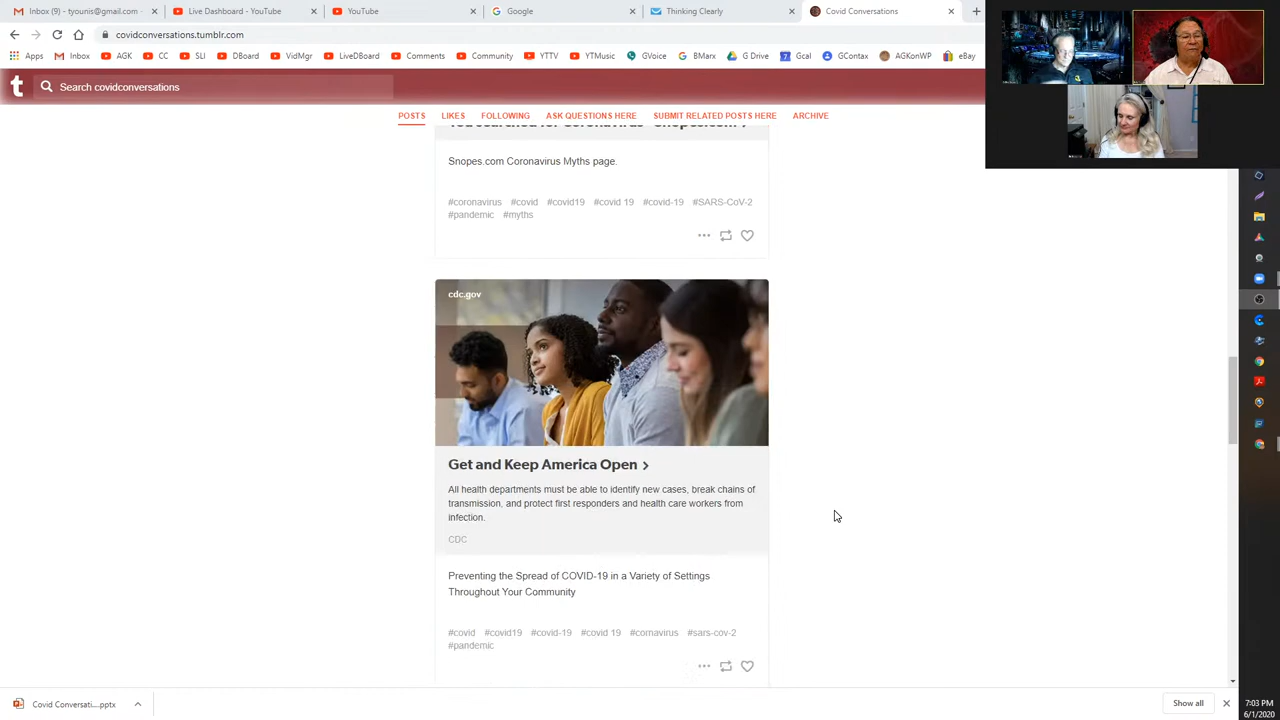 Inbox (9) - tyounis@gmail.com -
Live Dashboard - YouTube
YouTube
Google
Thinking Clearly
Covid Conversations
covidconversations.tumblr.com
Apps
Inbox
AGK
CC
SLI
DBoard
VidMgr
LiveDBoard
Comments
Community
YTTV
YTMusic
GVoice
BMarx
G Drive
Gcal
GContax
AGKonWP
eBay
t
Search covidconversations
POSTS
LIKES
FOLLOWING
ASK QUESTIONS HERE
SUBMIT RELATED POSTS HERE
ARCHIVE
You searched for Coronavirus - Snopes.com
Snopes.com Coronavirus Myths page.
#coronavirus #covid #covid19 #covid 19 #covid-19 #SARS-CoV-2
#pandemic #myths
cdc.gov
Get and Keep America Open
All health departments must be able to identify new cases, break chains of
transmission, and protect first responders and health care workers from
infection.
CDC
Preventing the Spread of COVID-19 in a Variety of Settings
Throughout Your Community
#covid #covid19 #covid-19 #covid 19 #cornavirus #sars-cov-2
#pandemic
Covid Conversati....pptx
Show all
7:03 PM
6/1/2020